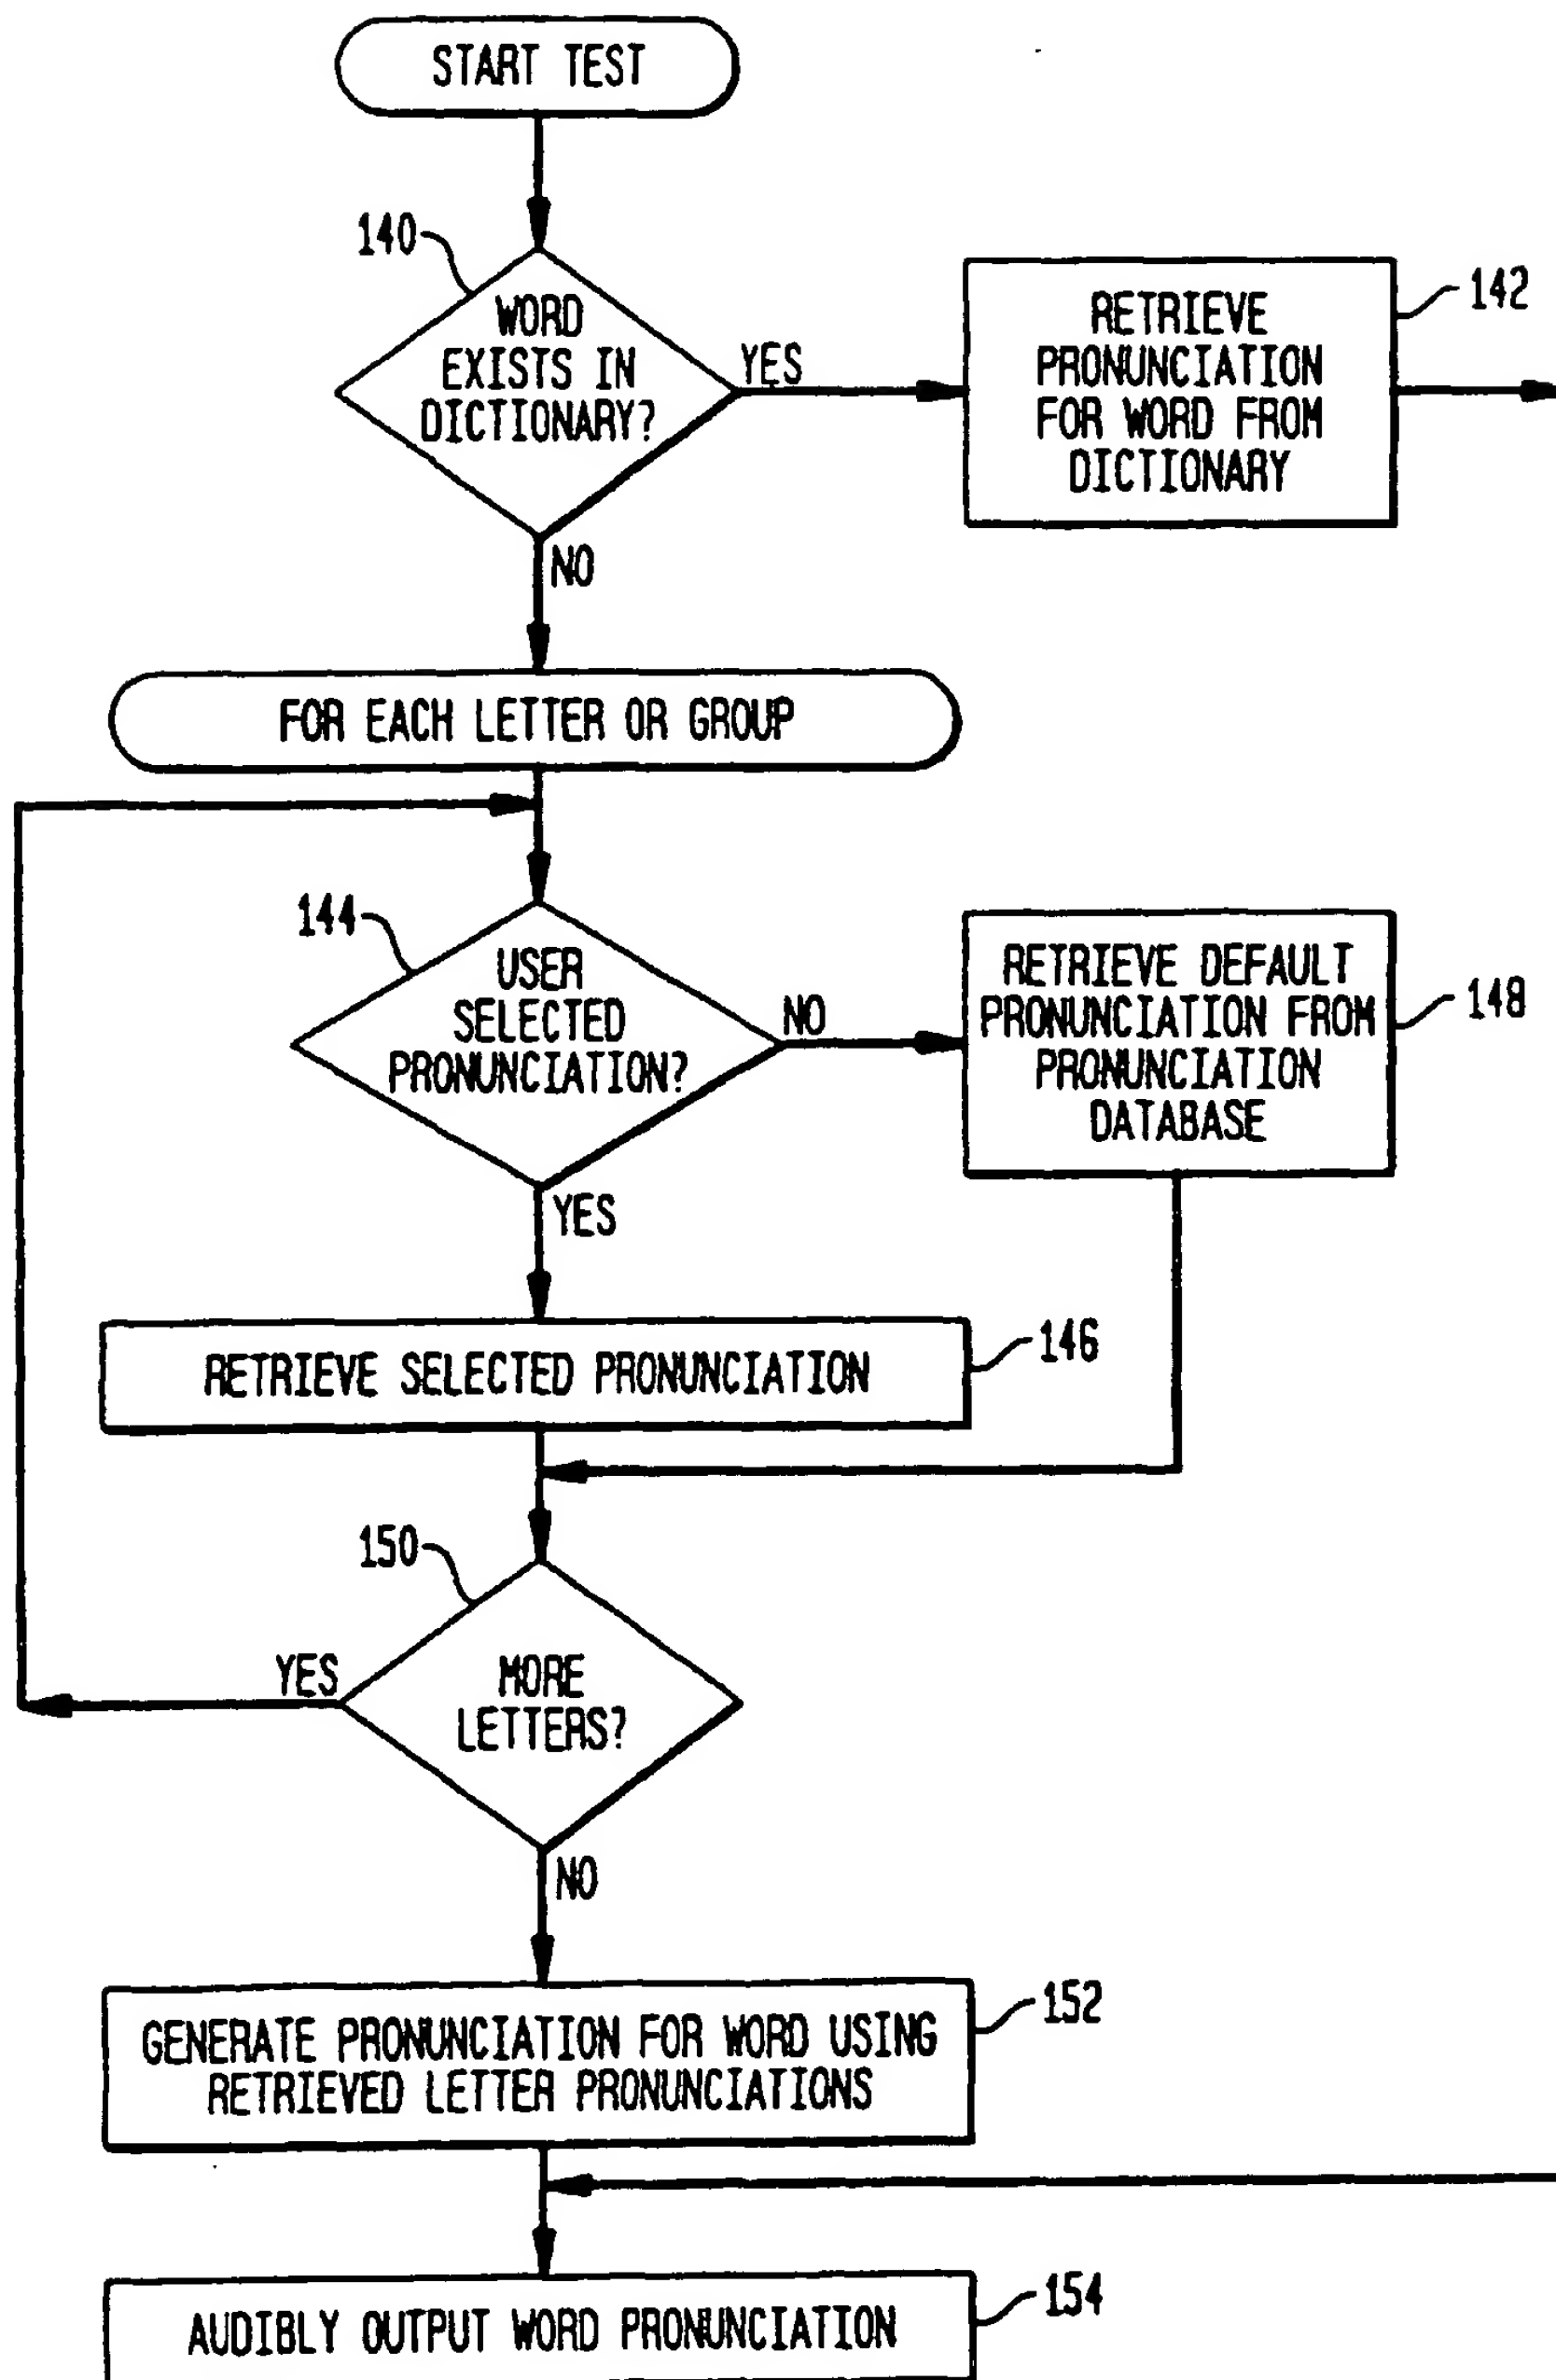 START TEST
140
WORD
EXISTS IN
DICTIONARY?
YES
RETRIEVE
PRONUNCIATION
FOR WORD FROM
DICTIONARY
142
NO
FOR EACH LETTER OR GROUP
144
USER
SELECTED
PRONUNCIATION?
NO
RETRIEVE DEFAULT
PRONUNCIATION FROM
PRONUNCIATION
DATABASE
148
YES
RETRIEVE SELECTED PRONUNCIATION
146
150
YES
MORE
LETTERS?
NO
GENERATE PRONUNCIATION FOR WORD USING
RETRIEVED LETTER PRONUNCIATIONS
152
AUDIBLY OUTPUT WORD PRONUNCIATION
154